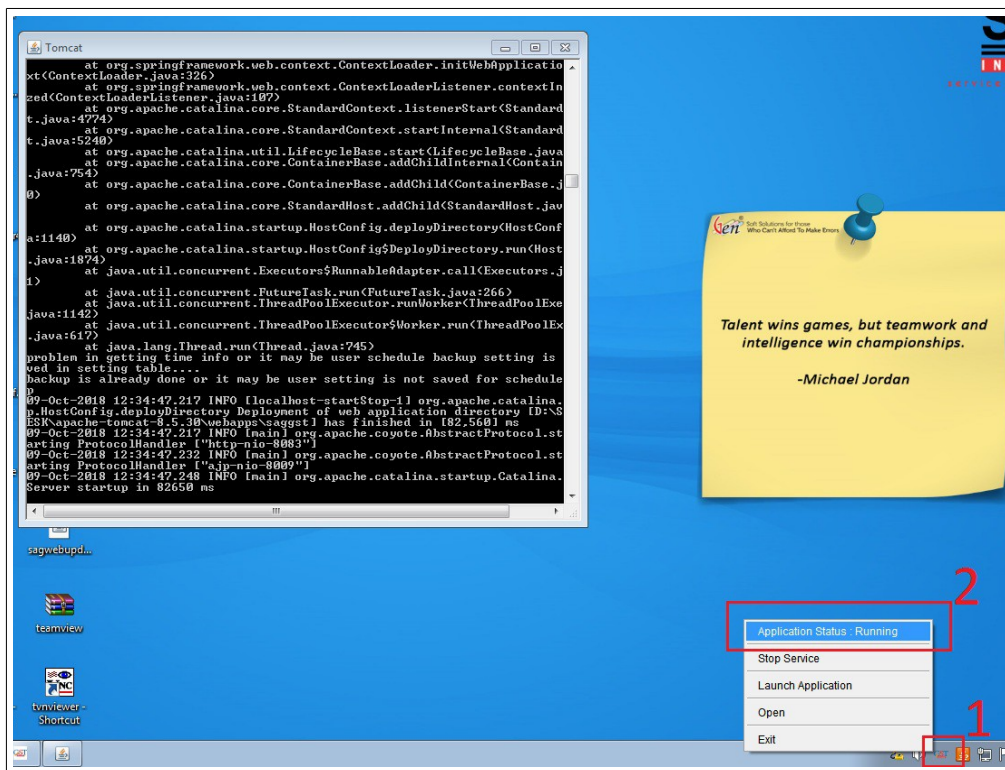 Tomcat
at org.springframework.web.context.ContextLoader.initWebApplicatio
xt(ContextLoader.java:326)
at org.springframework.web.context.ContextLoaderListener.contextIn
zed(ContextLoaderListener.java:107)
at org.apache.catalina.core.StandardContext.listenerStart(Standard
t.java:4774)
at org.apache.catalina.core.StandardContext.startInternal(Standard
t.java:5240)
at org.apache.catalina.util.LifecycleBase.start(LifecycleBase.java
at org.apache.catalina.core.ContainerBase.addChildInternal(Contain
.java:754)
at org.apache.catalina.core.ContainerBase.addChild(ContainerBase.j
0)
at org.apache.catalina.core.StandardHost.addChild(StandardHost.jav
at org.apache.catalina.startup.HostConfig.deployDirectory(HostConf
a:1140)
at org.apache.catalina.startup.HostConfig$DeployDirectory.run(Host
.java:1874)
at java.util.concurrent.Executors$RunnableAdapter.call(Executors.j
1)
at java.util.concurrent.FutureTask.run(FutureTask.java:266)
at java.util.concurrent.ThreadPoolExecutor.runWorker(ThreadPoolExe
java:1142)
at java.util.concurrent.ThreadPoolExecutor$Worker.run(ThreadPoolEx
.java:617)
at java.lang.Thread.run(Thread.java:745)
problem in getting time info or it may be user schedule backup setting is
ved in setting table....
backup is already done or it may be user setting is not saved for schedule
p
09-Oct-2018 12:34:47.217 INFO [localhost-startStop-1] org.apache.catalina.
p.HostConfig.deployDirectory Deployment of web application directory [D:\S
ESK\apache-tomcat-8.5.30\webapps\saggst] has finished in [82,560] ms
09-Oct-2018 12:34:47.217 INFO [main] org.apache.coyote.AbstractProtocol.st
arting ProtocolHandler ["http-nio-8083"]
09-Oct-2018 12:34:47.232 INFO [main] org.apache.coyote.AbstractProtocol.st
arting ProtocolHandler ["ajp-nio-8009"]
09-Oct-2018 12:34:47.248 INFO [main] org.apache.catalina.startup.Catalina.
Server startup in 82650 ms
S
IN
Gen Soft Solutions for those
Who Can't Afford To Make Errors
Talent wins games, but teamwork and
intelligence win championships.
-Michael Jordan
sagwebupd...
teamview
NC
tvnviewer -
Shortcut
2
Application Status : Running
Stop Service
Launch Application
Open
Exit
1